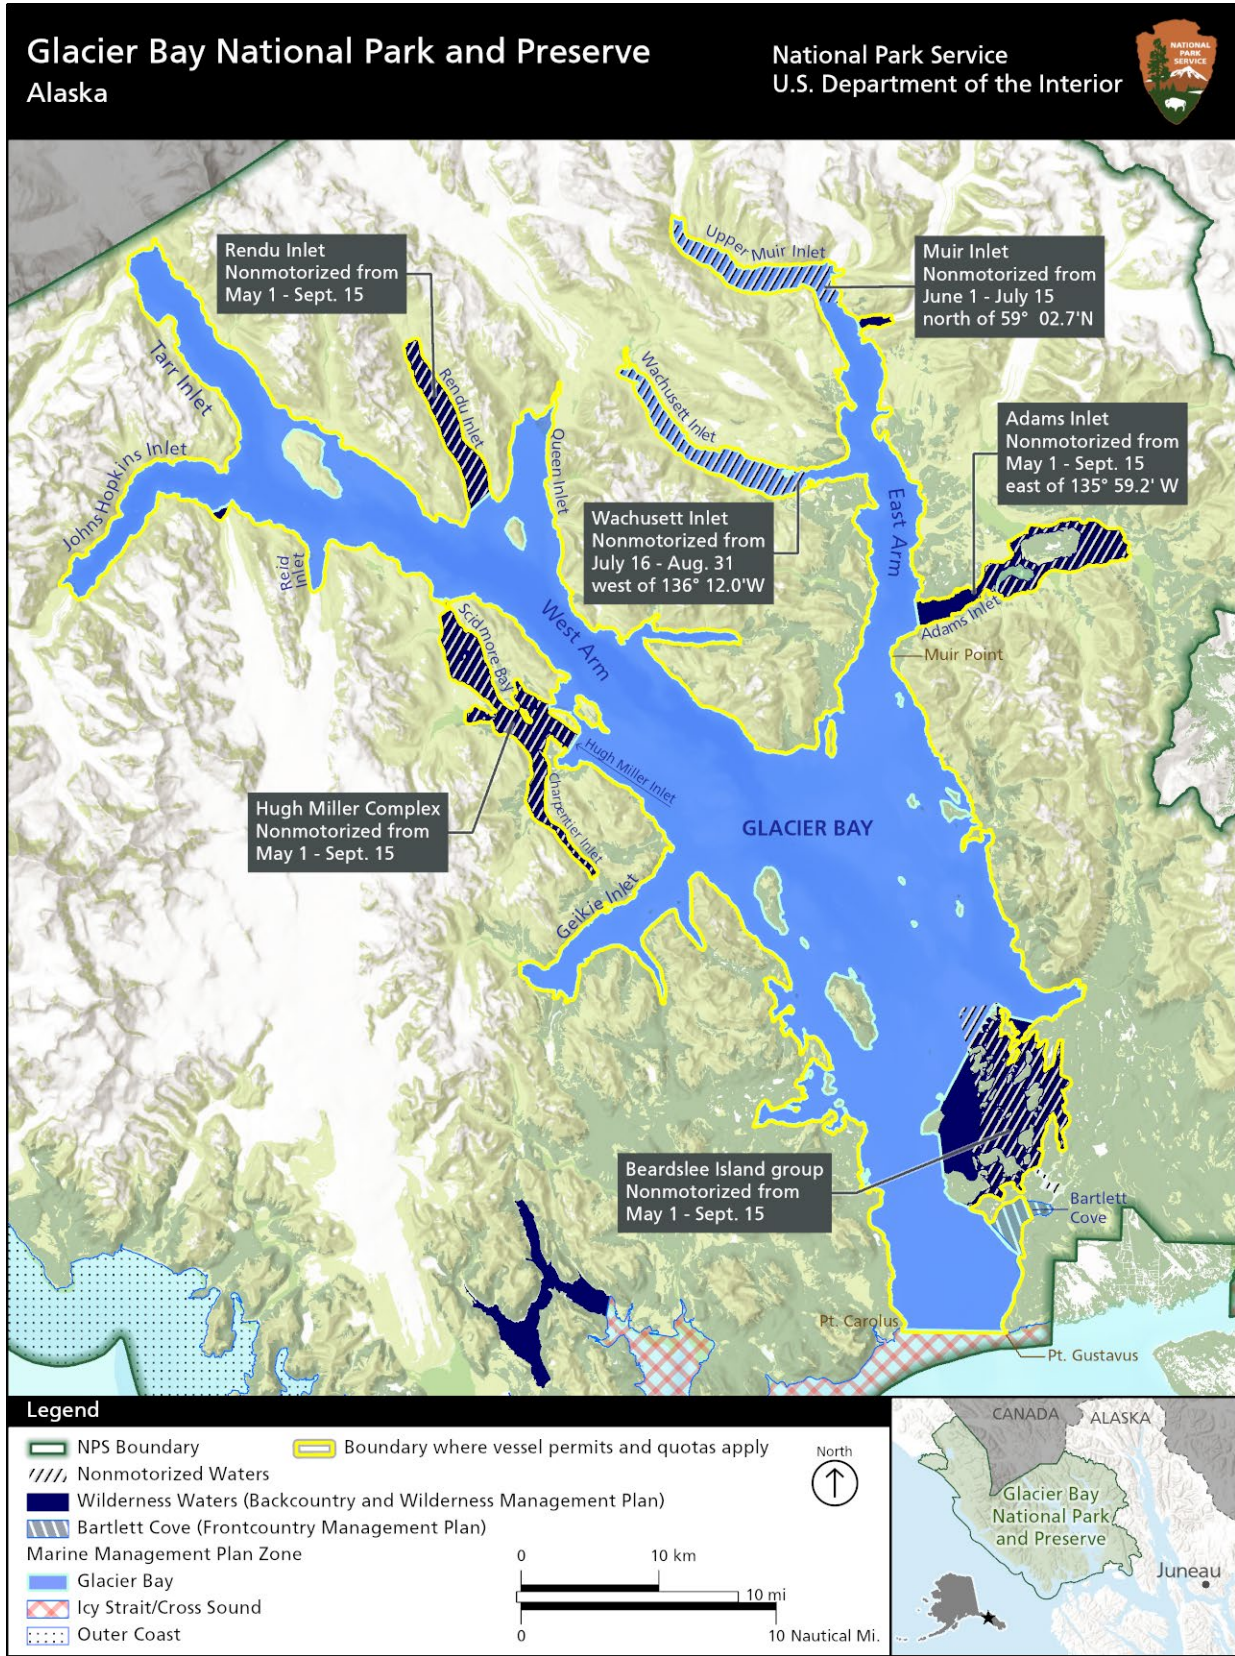 Glacier Bay National Park and Preserve
Alaska
National Park Service
U.S. Department of the Interior
NATIONAL
PARK
SERVICE
Rendu Inlet
Nonmotorized from
May 1 - Sept. 15
Upper Muir Inlet
Muir Inlet
Nonmotorized from
June 1 - July 15
north of 59° 02.7'N
Tarr Inlet
Rendu Inlet
Wachusett Inlet
Queen Inlet
Johns Hopkins Inlet
Reid
Inlet
Adams Inlet
Nonmotorized from
May 1 - Sept. 15
east of 135° 59.2' W
East Arm
Wachusett Inlet
Nonmotorized from
July 16 - Aug. 31
west of 136° 12.0'W
West Arm
Scidmore Bay
Adams Inlet
Muir Point
Hugh Miller Inlet
Charpentier Inlet
Hugh Miller Complex
Nonmotorized from
May 1 - Sept. 15
GLACIER BAY
Geikie Inlet
Beardslee Island group
Nonmotorized from
May 1 - Sept. 15
Bartlett
Cove
Pt. Carolus
Pt. Gustavus
Legend
NPS Boundary
Boundary where vessel permits and quotas apply
Nonmotorized Waters
Wilderness Waters (Backcountry and Wilderness Management Plan)
Bartlett Cove (Frontcountry Management Plan)
Marine Management Plan Zone
Glacier Bay
Icy Strait/Cross Sound
Outer Coast
North
0 10 km
10 mi
0 10 Nautical Mi.
CANADA
ALASKA
Glacier Bay
National Park
and Preserve
Juneau